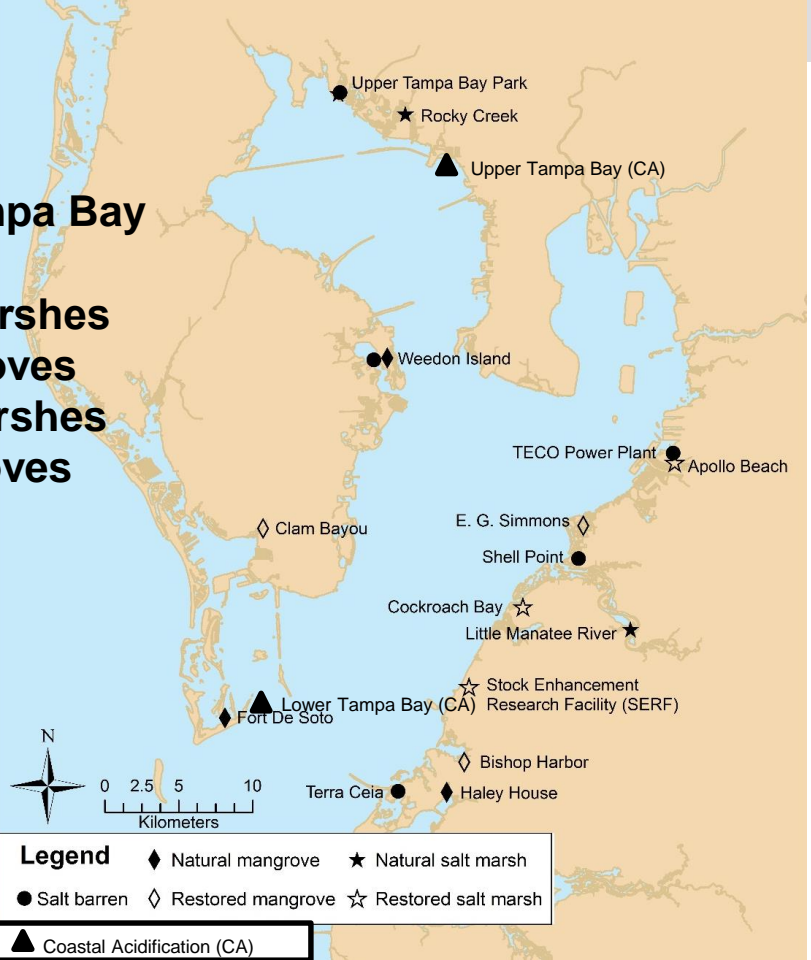 Upper Tampa Bay Park
Rocky Creek
Upper Tampa Bay (CA)
mpa Bay
rshes
oves
rshes
oves
Weedon Island
TECO Power Plant
Apollo Beach
E. G. Simmons
Clam Bayou
Shell Point
Cockroach Bay
Little Manatee River
Stock Enhancement
Research Facility (SERF)
Lower Tampa Bay (CA)
Fort De Soto
Bishop Harbor
Terra Ceia
Haley House
N
0 2.5 5 10
Kilometers
Legend
Natural mangrove
Natural salt marsh
Salt barren
Restored mangrove
Restored salt marsh
Coastal Acidification (CA)